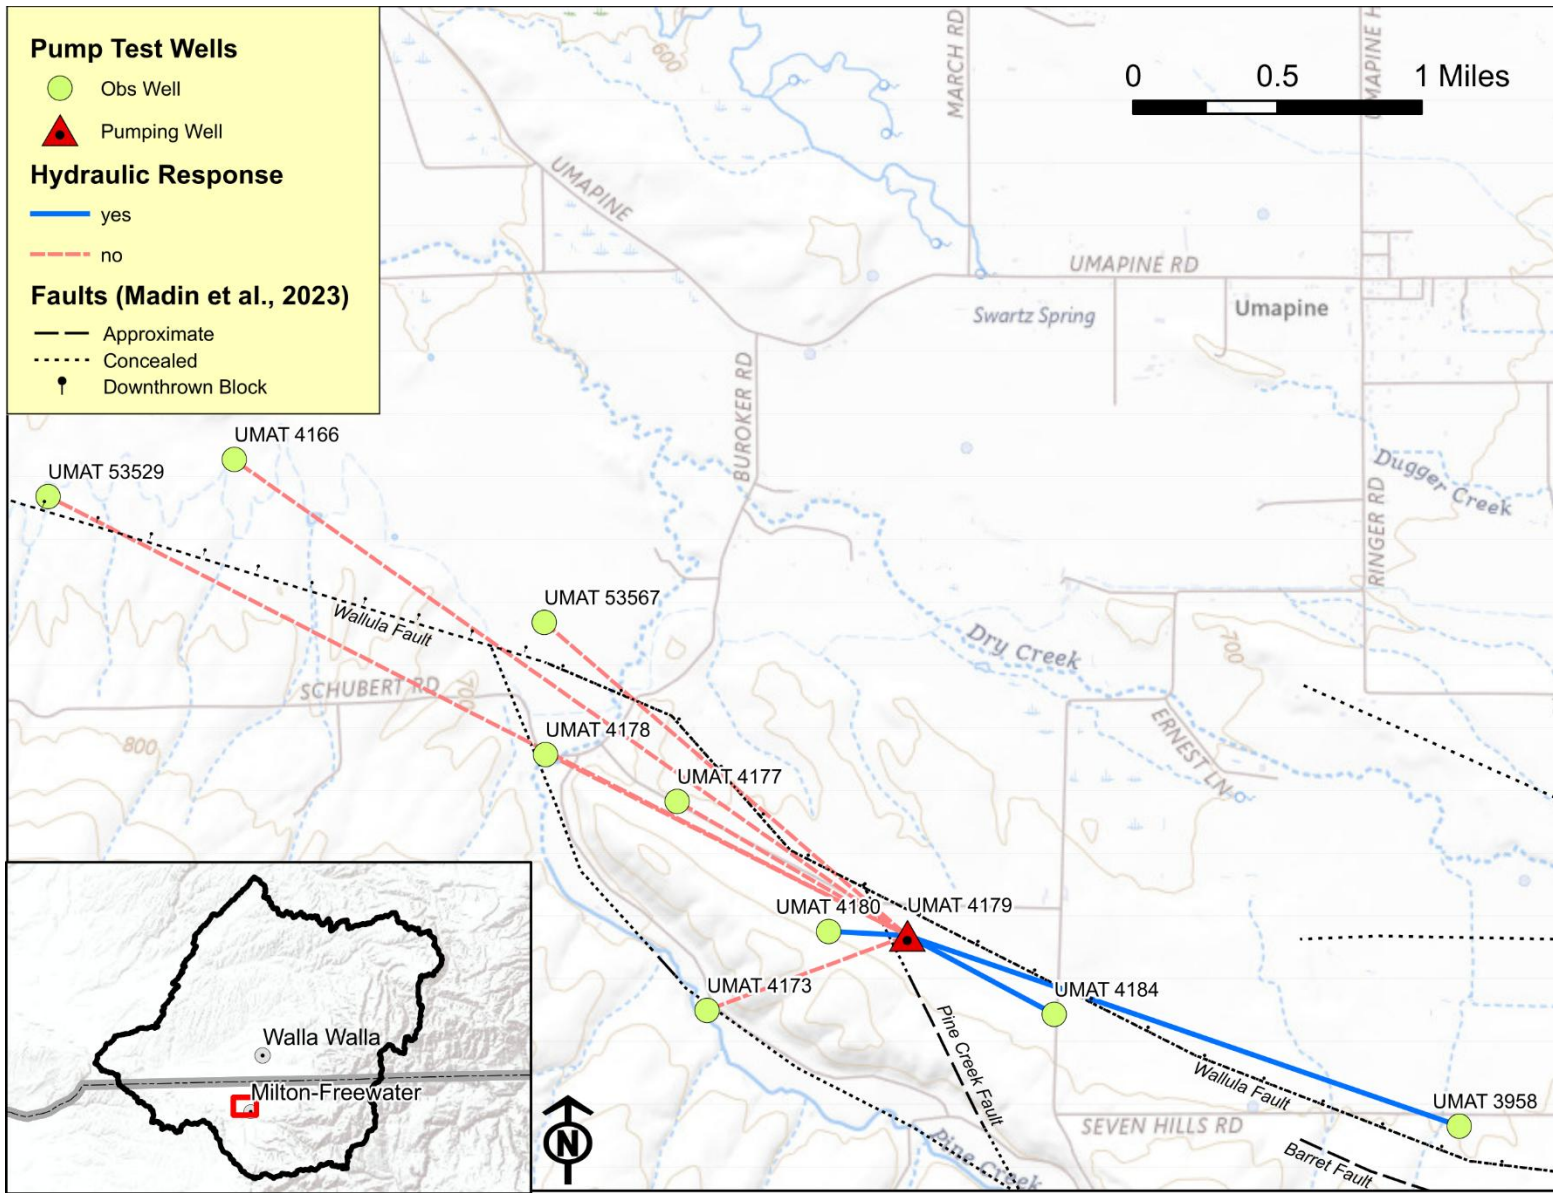 Pump Test Wells
Obs Well
Pumping Well
Hydraulic Response
yes
no
Faults (Madin et al., 2023)
Approximate
Concealed
Downthrown Block
0 0.5 1 Miles
600
MARCH RD
UMAPINE
UMAPINE RD
Swartz Spring
Umapine
BUROKER RD
Dugger Creek
RINGER RD
UMAT 4166
UMAT 53529
UMAT 53567
Wallula Fault
SCHUBERT RD
700
800
Dry Creek
700
ERNEST LN
UMAT 4178
UMAT 4177
UMAT 4180
UMAT 4179
UMAT 4173
UMAT 4184
Pine Creek Fault
Wallula Fault
UMAT 3958
SEVEN HILLS RD
Barret Fault
Pine Creek
Walla Walla
Milton-Freewater
N